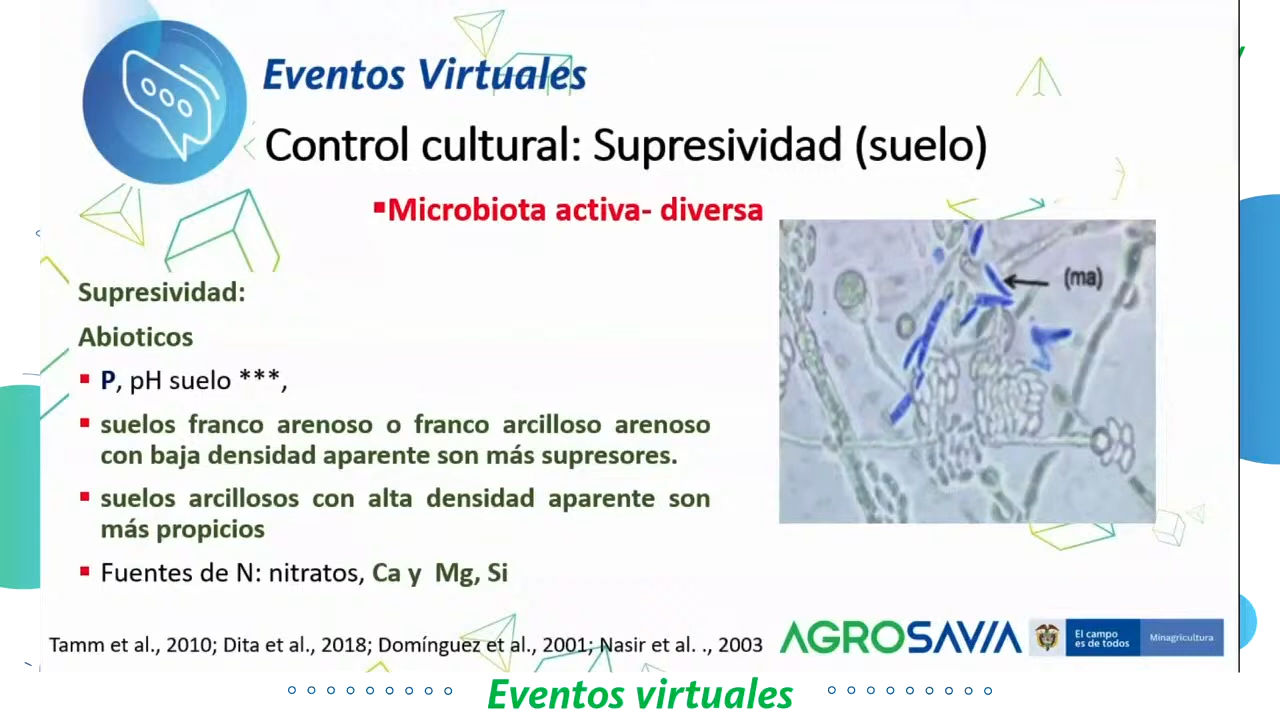 Eventos Virtuales
Control cultural: Supresividad (suelo)
▪Microbiota activa- diversa
(ma)
Supresividad:
Abioticos
▪ P, pH suelo ***,
▪ suelos franco arenoso o franco arcilloso arenoso
con baja densidad aparente son más supresores.
▪ suelos arcillosos con alta densidad aparente son
más propicios
▪ Fuentes de N: nitratos, Ca y Mg, Si
Tamm et al., 2010; Dita et al., 2018; Domínguez et al., 2001; Nasir et al. ., 2003
AGROSAVIA
El campo
es de todos
Minagricultura
Eventos virtuales